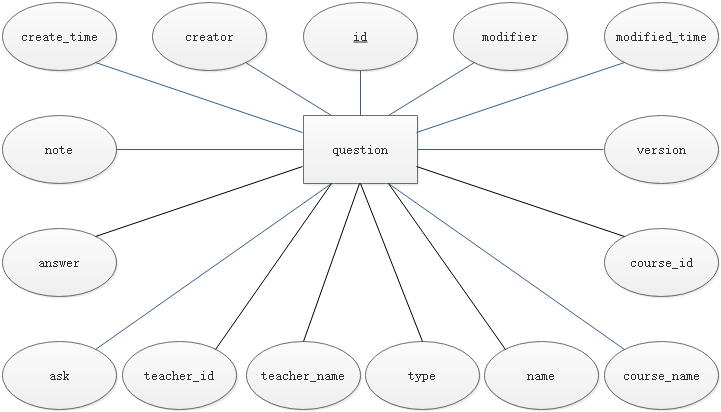 create_time
creator
id
modifier
modified_time
note
question
version
answer
course_id
ask
teacher_id
teacher_name
type
name
course_name